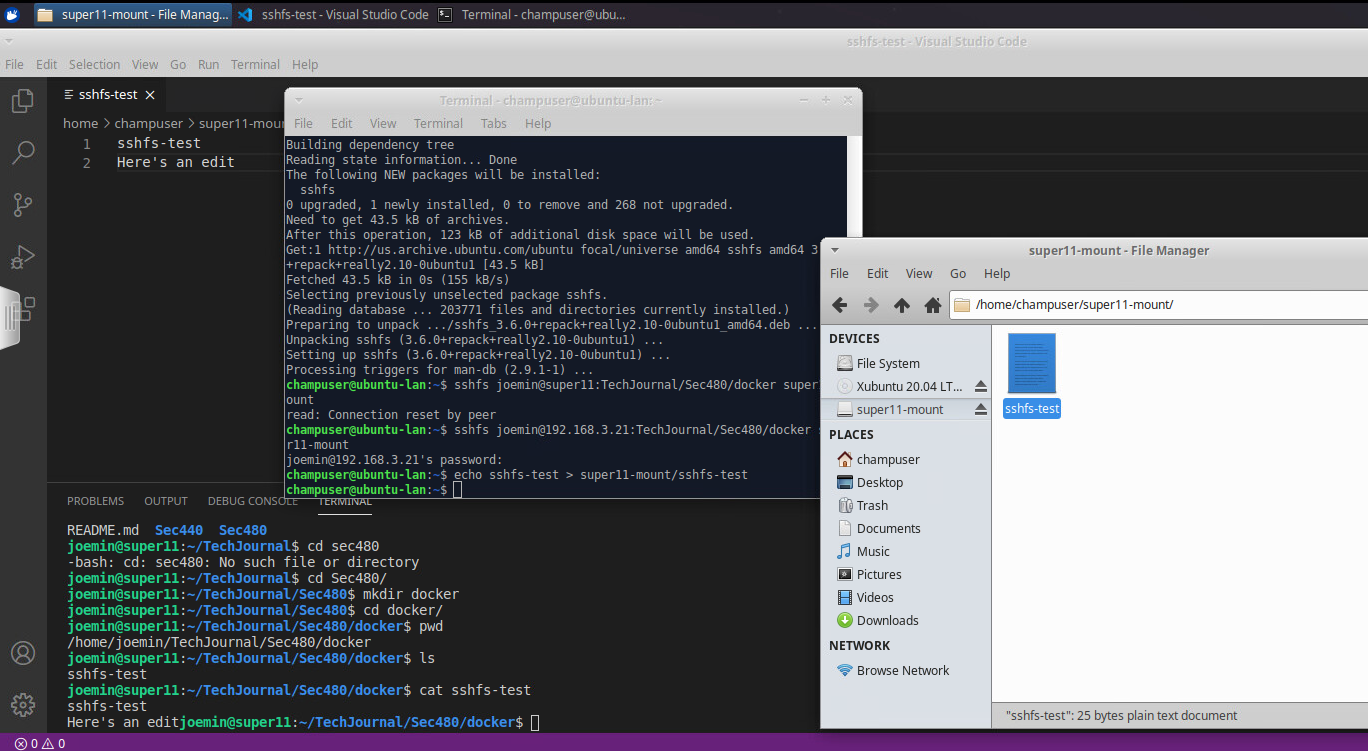 super11-mount - File Manag...
sshfs-test - Visual Studio Code
Terminal - champuser@ubu...
sshfs-test - Visual Studio Code
File Edit Selection View Go Run Terminal Help
sshfs-test
home > champuser > super11-moun
1 sshfs-test
2 Here's an edit
Terminal - champuser@ubuntu-lan: ~
File Edit View Terminal Tabs Help
Building dependency tree
Reading state information... Done
The following NEW packages will be installed:
sshfs
0 upgraded, 1 newly installed, 0 to remove and 268 not upgraded.
Need to get 43.5 kB of archives.
After this operation, 123 kB of additional disk space will be used.
Get:1 http://us.archive.ubuntu.com/ubuntu focal/universe amd64 sshfs amd64 3
+repack+really2.10-0ubuntu1 [43.5 kB]
Fetched 43.5 kB in 0s (155 kB/s)
Selecting previously unselected package sshfs.
(Reading database ... 203771 files and directories currently installed.)
Preparing to unpack .../sshfs_3.6.0+repack+really2.10-0ubuntu1_amd64.deb ...
Unpacking sshfs (3.6.0+repack+really2.10-0ubuntu1) ...
Setting up sshfs (3.6.0+repack+really2.10-0ubuntu1) ...
Processing triggers for man-db (2.9.1-1) ...
champuser@ubuntu-lan:~$ sshfs joemin@super11:TechJournal/Sec480/docker super
ount
read: Connection reset by peer
champuser@ubuntu-lan:~$ sshfs joemin@192.168.3.21:TechJournal/Sec480/docker s
r11-mount
joemin@192.168.3.21's password:
champuser@ubuntu-lan:~$ echo sshfs-test > super11-mount/sshfs-test
champuser@ubuntu-lan:~$
PROBLEMS OUTPUT DEBUG CONSOLE TERMINAL
README.md Sec440 Sec480
joemin@super11:~/TechJournal$ cd sec480
-bash: cd: sec480: No such file or directory
joemin@super11:~/TechJournal$ cd Sec480/
joemin@super11:~/TechJournal/Sec480$ mkdir docker
joemin@super11:~/TechJournal/Sec480$ cd docker/
joemin@super11:~/TechJournal/Sec480/docker$ pwd
/home/joemin/TechJournal/Sec480/docker
joemin@super11:~/TechJournal/Sec480/docker$ ls
sshfs-test
joemin@super11:~/TechJournal/Sec480/docker$ cat sshfs-test
sshfs-test
Here's an editjoemin@super11:~/TechJournal/Sec480/docker$
0 0
super11-mount - File Manager
File Edit View Go Help
/home/champuser/super11-mount/
DEVICES
File System
Xubuntu 20.04 LT...
super11-mount
PLACES
champuser
Desktop
Trash
Documents
Music
Pictures
Videos
Downloads
NETWORK
Browse Network
sshfs-test
"sshfs-test": 25 bytes plain text document